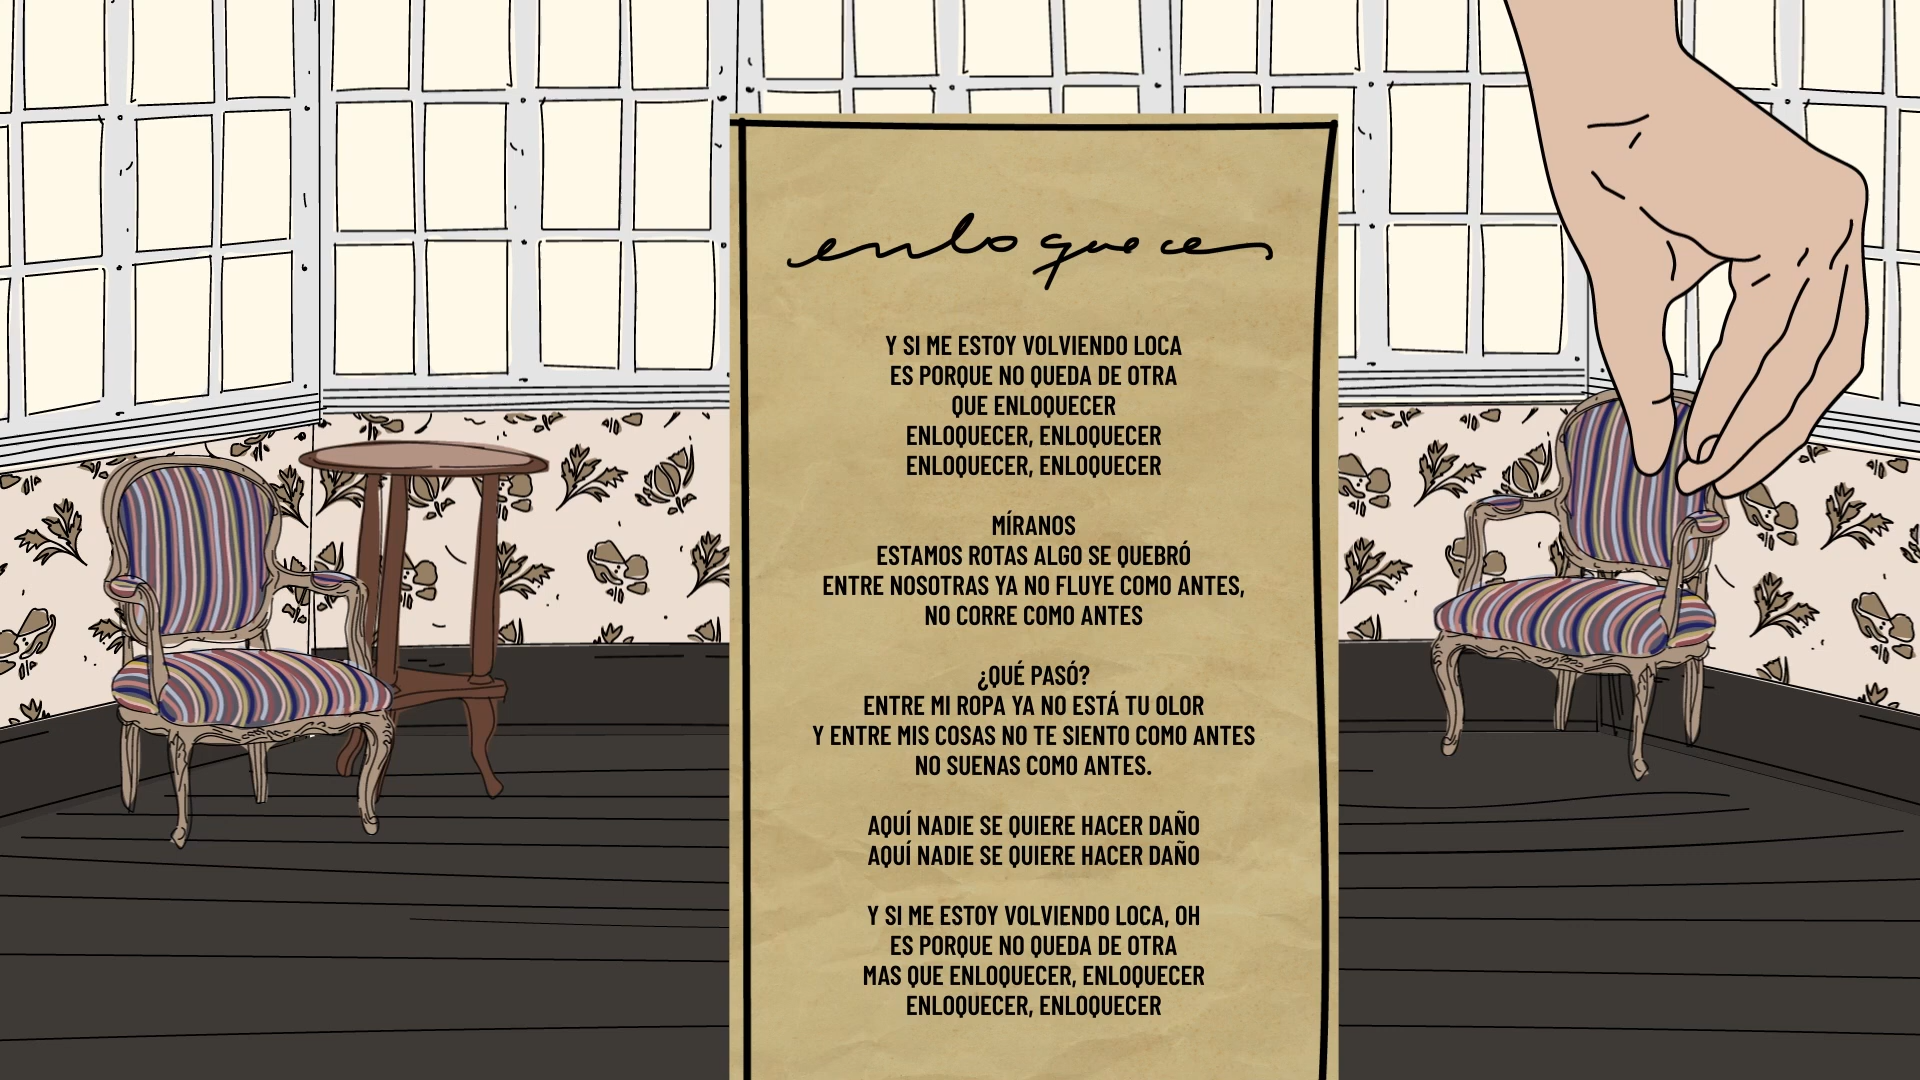 enloquecer
Y SI ME ESTOY VOLVIENDO LOCA
ES PORQUE NO QUEDA DE OTRA
QUE ENLOQUECER
ENLOQUECER, ENLOQUECER
ENLOQUECER, ENLOQUECER
MÍRANOS
ESTAMOS ROTAS ALGO SE QUEBRÓ
ENTRE NOSOTRAS YA NO FLUYE COMO ANTES,
NO CORRE COMO ANTES
¿QUÉ PASÓ?
ENTRE MI ROPA YA NO ESTÁ TU OLOR
Y ENTRE MIS COSAS NO TE SIENTO COMO ANTES
NO SUENAS COMO ANTES.
AQUÍ NADIE SE QUIERE HACER DAÑO
AQUÍ NADIE SE QUIERE HACER DAÑO
Y SI ME ESTOY VOLVIENDO LOCA, OH
ES PORQUE NO QUEDA DE OTRA
MAS QUE ENLOQUECER, ENLOQUECER
ENLOQUECER, ENLOQUECER